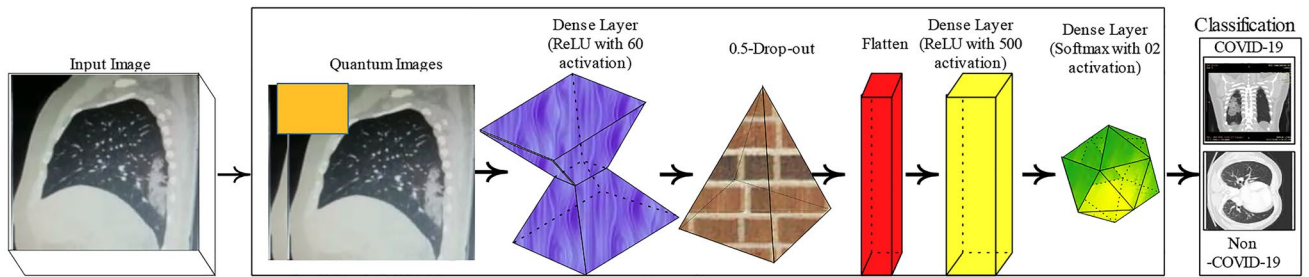 Input Image
Quantum Images
Dense Layer
(ReLU with 60
activation)
0.5-Drop-out
Flatten
Dense Layer
(ReLU with 500
activation)
Dense Layer
(Softmax with 02
activation)
Classification
COVID-19
Non
-COVID-19